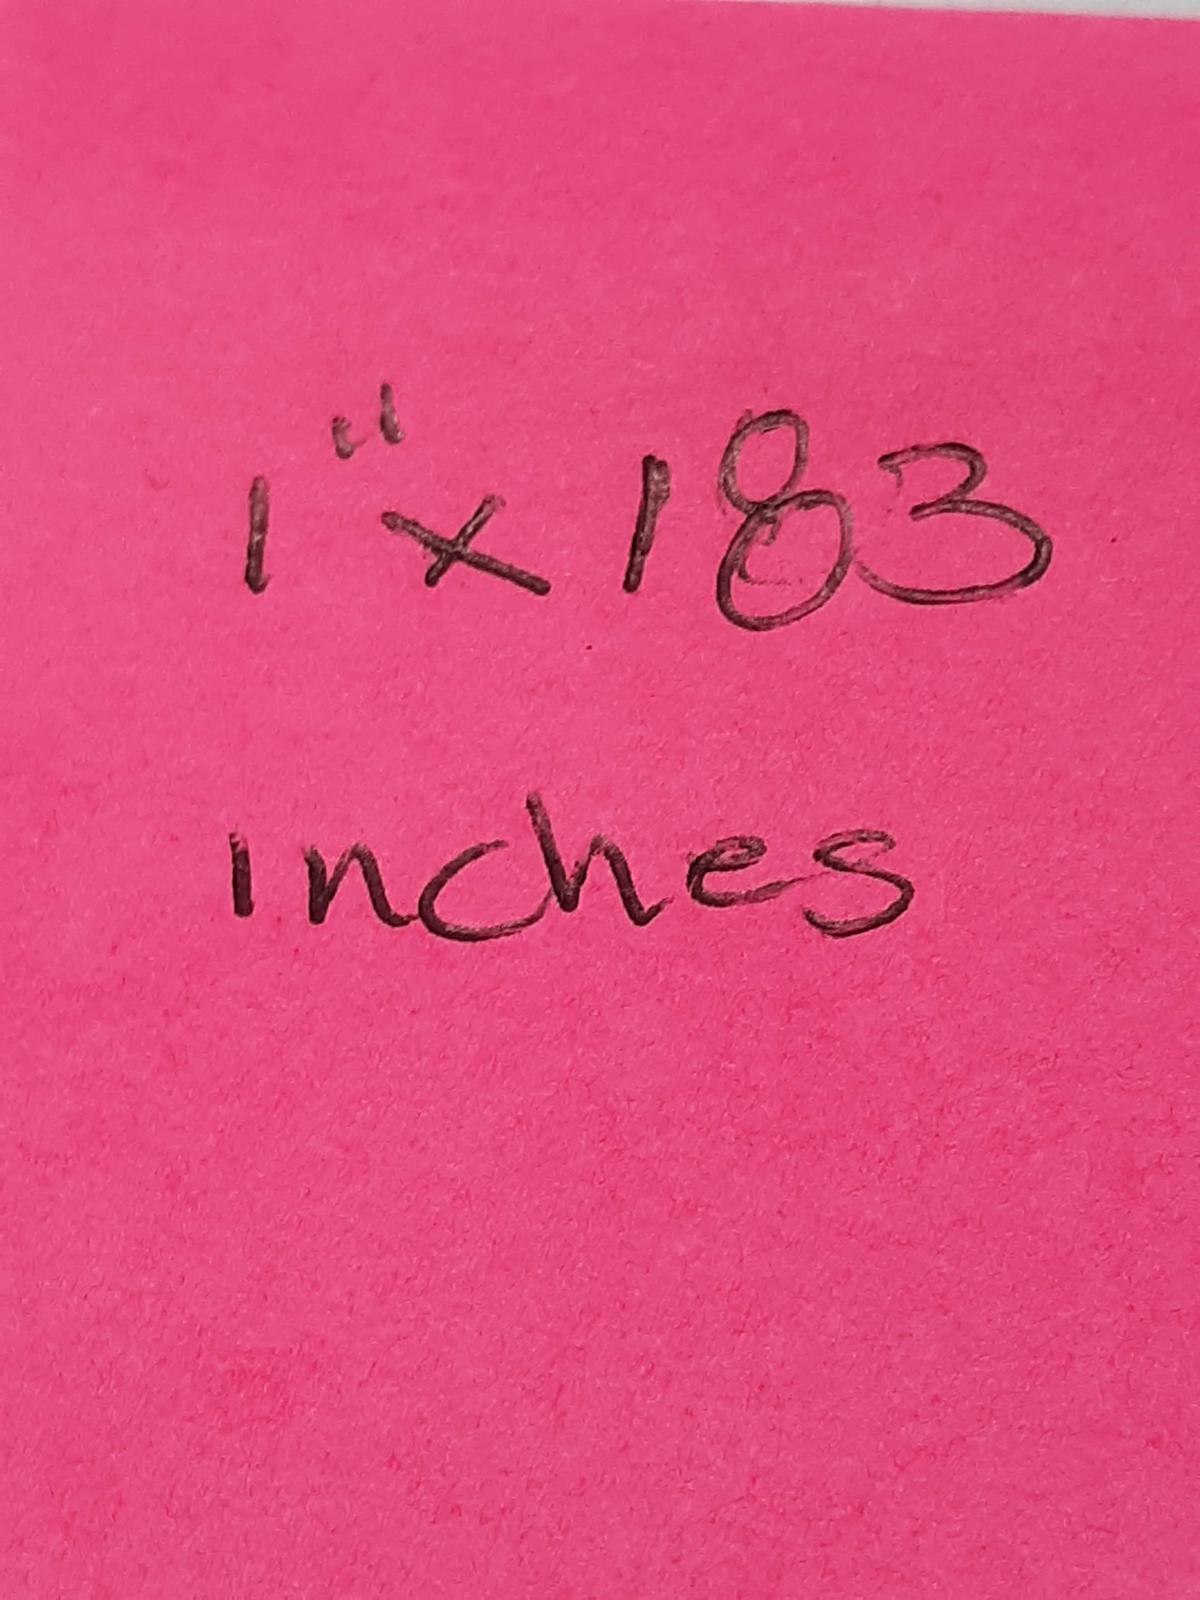 1" x 183
inches